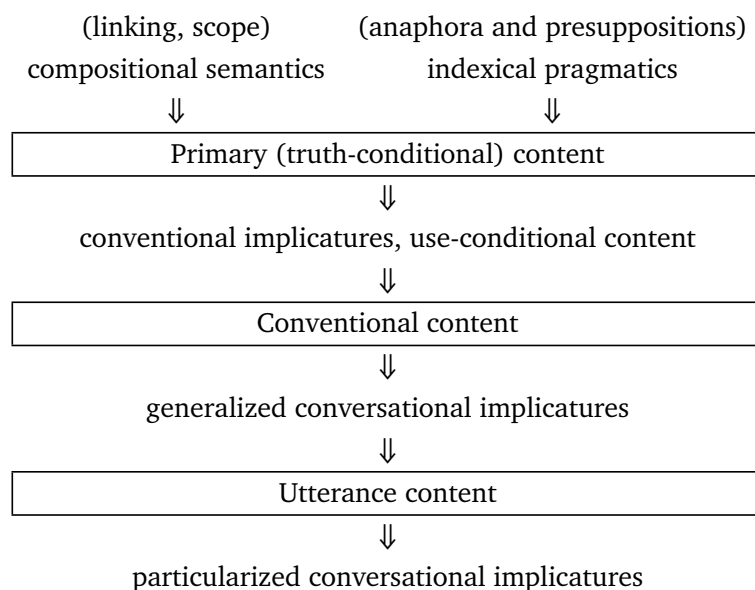 (linking, scope) (anaphora and presuppositions)
compositional semantics indexical pragmatics
⇓ ⇓
Primary (truth-conditional) content
⇓
conventional implicatures, use-conditional content
⇓
Conventional content
⇓
generalized conversational implicatures
⇓
Utterance content
⇓
particularized conversational implicatures